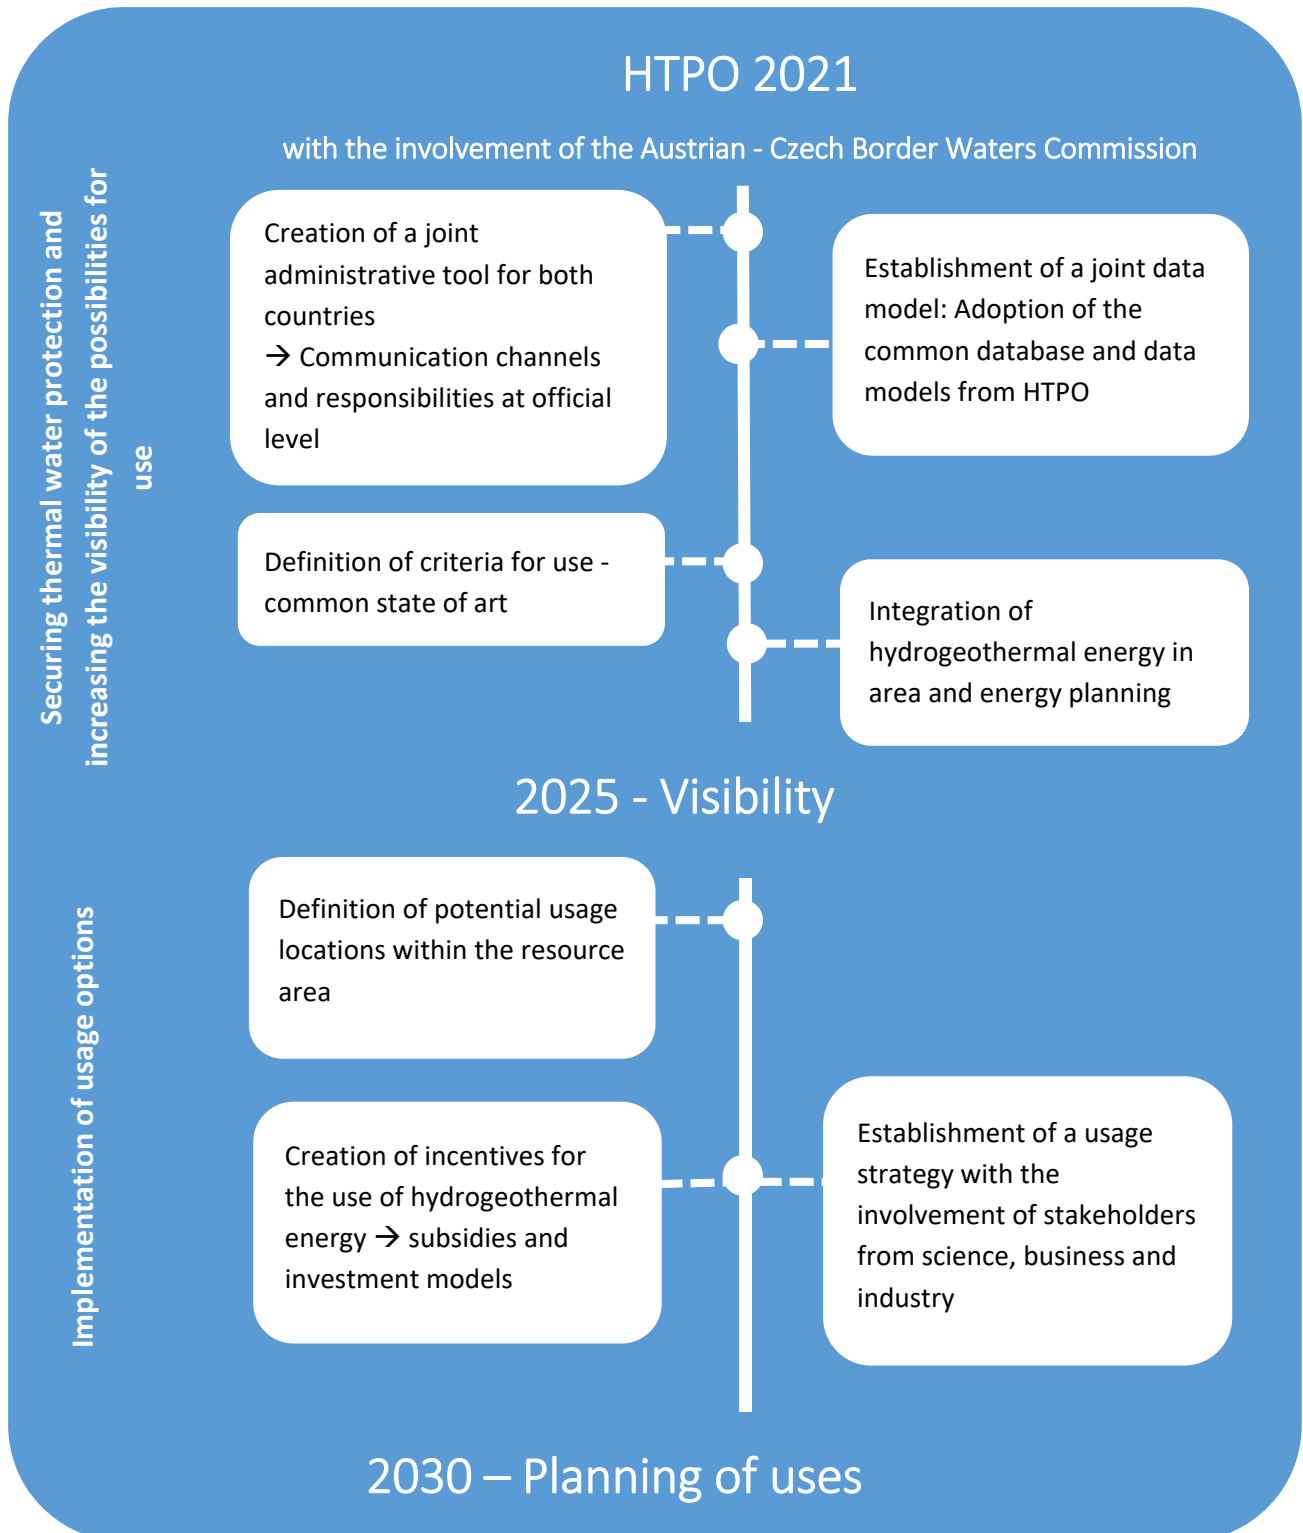 HTPO 2021
with the involvement of the Austrian - Czech Border Waters Commission
Securing thermal water protection and
increasing the visibility of the possibilities for
use
Creation of a joint
administrative tool for both
countries
→ Communication channels
and responsibilities at official
level
Establishment of a joint data
model: Adoption of the
common database and data
models from HTPO
Definition of criteria for use -
common state of art
Integration of
hydrogeothermal energy in
area and energy planning
2025 - Visibility
Implementation of usage options
Definition of potential usage
locations within the resource
area
Creation of incentives for
the use of hydrogeothermal
energy → subsidies and
investment models
Establishment of a usage
strategy with the
involvement of stakeholders
from science, business and
industry
2030 – Planning of uses